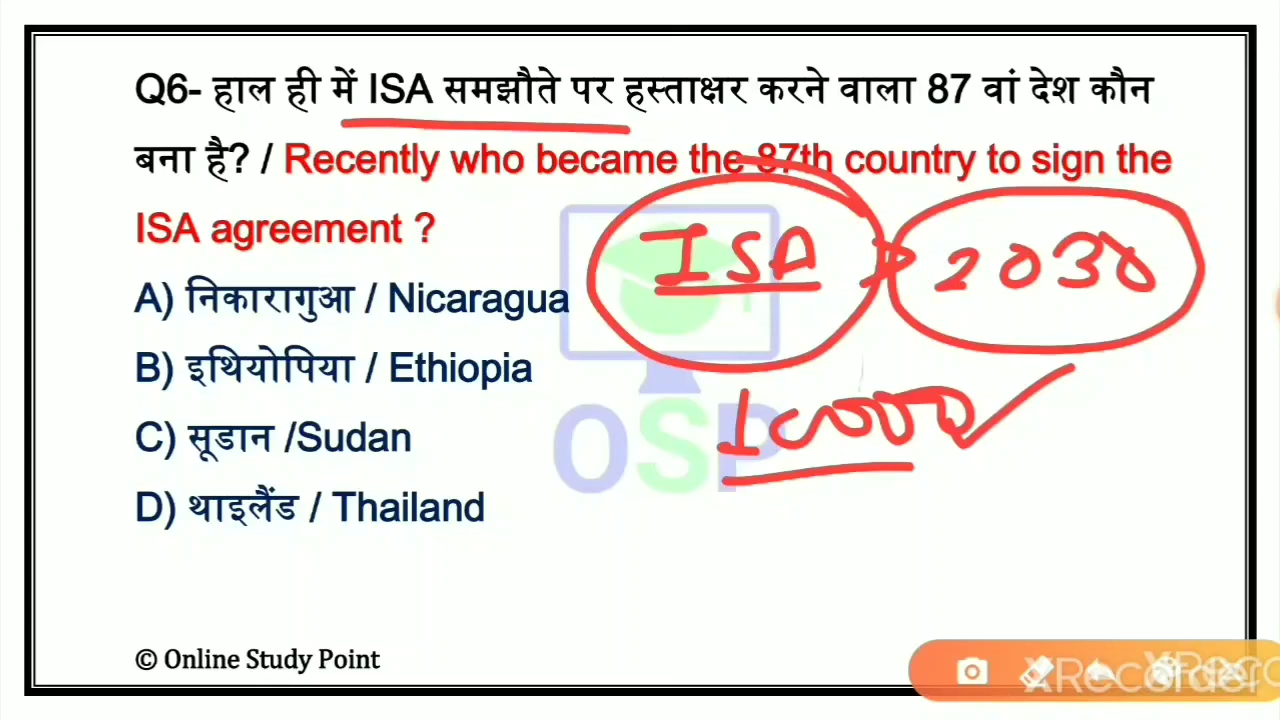 Q6- हाल ही में ISA समझौते पर हस्ताक्षर करने वाला 87 वां देश कौन
बना है? / Recently who became the 87th country to sign the
ISA agreement ?
A) निकारागुआ / Nicaragua
ISA
2030
B) इथियोपिया / Ethiopia
C) सूडान /Sudan
OSP
D) थाइलैंड / Thailand
© Online Study Point
XRecorder